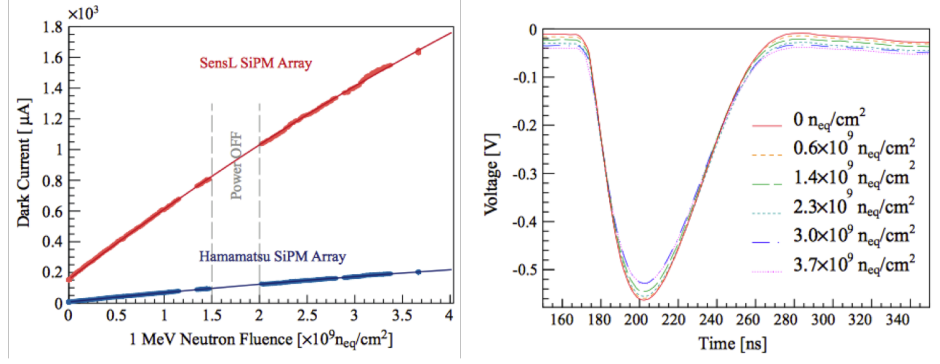 ×10³
1.8
1.6
1.4
1.2
1
0.8
0.6
0.4
0.2
0
Dark Current [ μA]
SensL SiPM Array
Power OFF
Hamamatsu SiPM Array
0 0.5 1 1.5 2 2.5 3 3.5 4
1 MeV Neutron Fluence [×10⁹n_eq/cm²]
0
-0.1
-0.2
-0.3
-0.4
-0.5
Voltage [V]
0 n_eq/cm²
0.6×10⁹ n_eq/cm²
1.4×10⁹ n_eq/cm²
2.3×10⁹ n_eq/cm²
3.0×10⁹ n_eq/cm²
3.7×10⁹ n_eq/cm²
160 180 200 220 240 260 280 300 320 340
Time [ns]